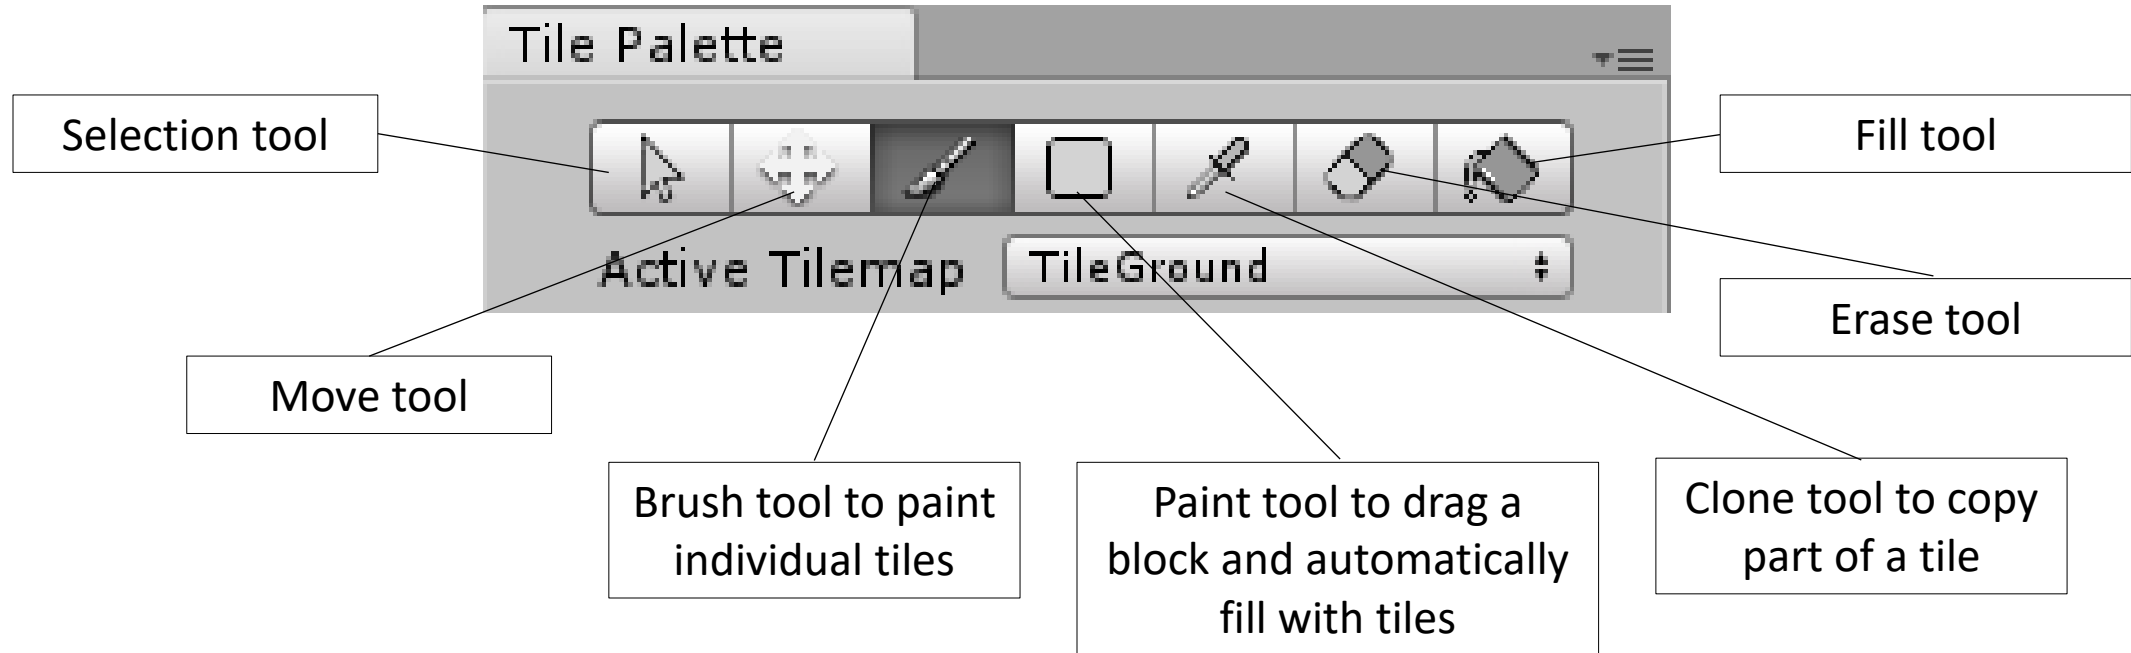 Tile Palette
Selection tool
Fill tool
Active Tilemap
TileGround
Erase tool
Move tool
Brush tool to paint
individual tiles
Paint tool to drag a
block and automatically
fill with tiles
Clone tool to copy
part of a tile